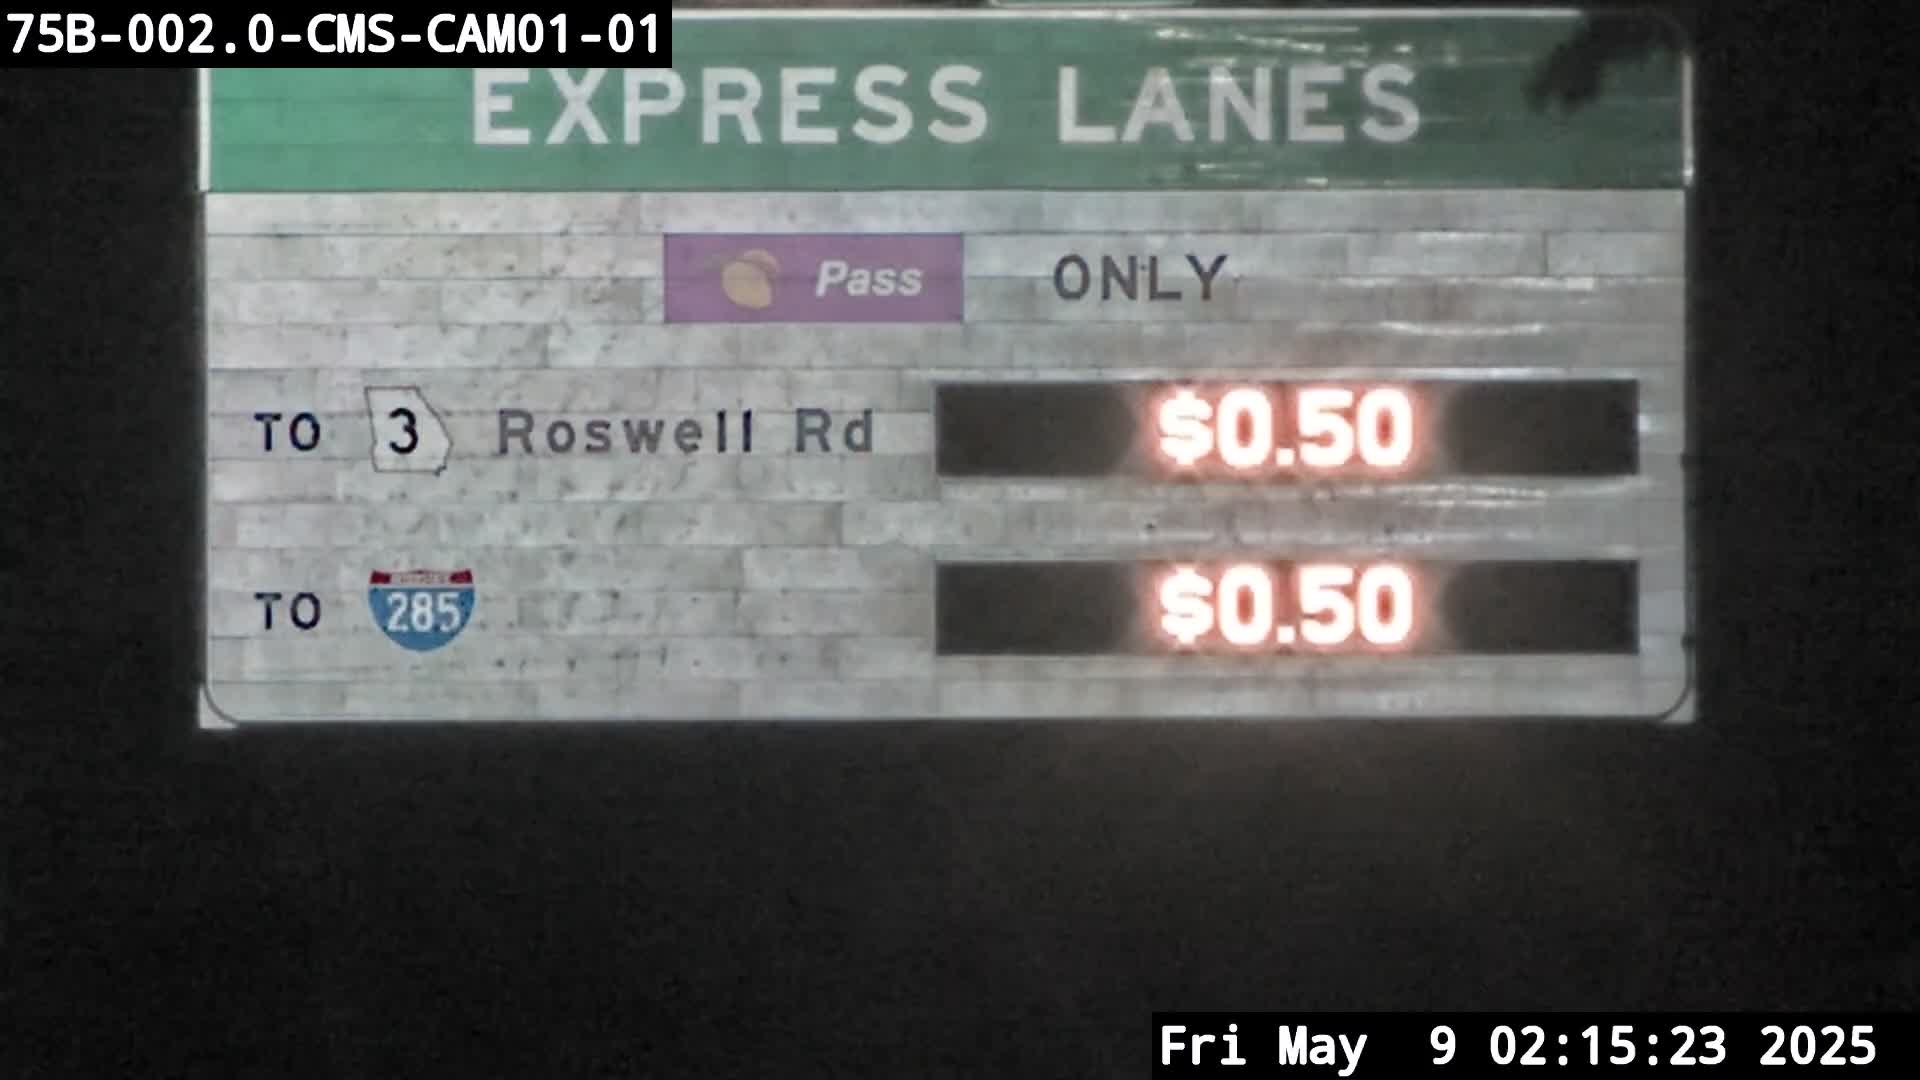 75B-002.0-CMS-CAM01-01
EXPRESS LANES
Pass ONLY
TO 3 Roswell Rd $0.50
TO 285 $0.50
Fri May 9 02:15:23 2025